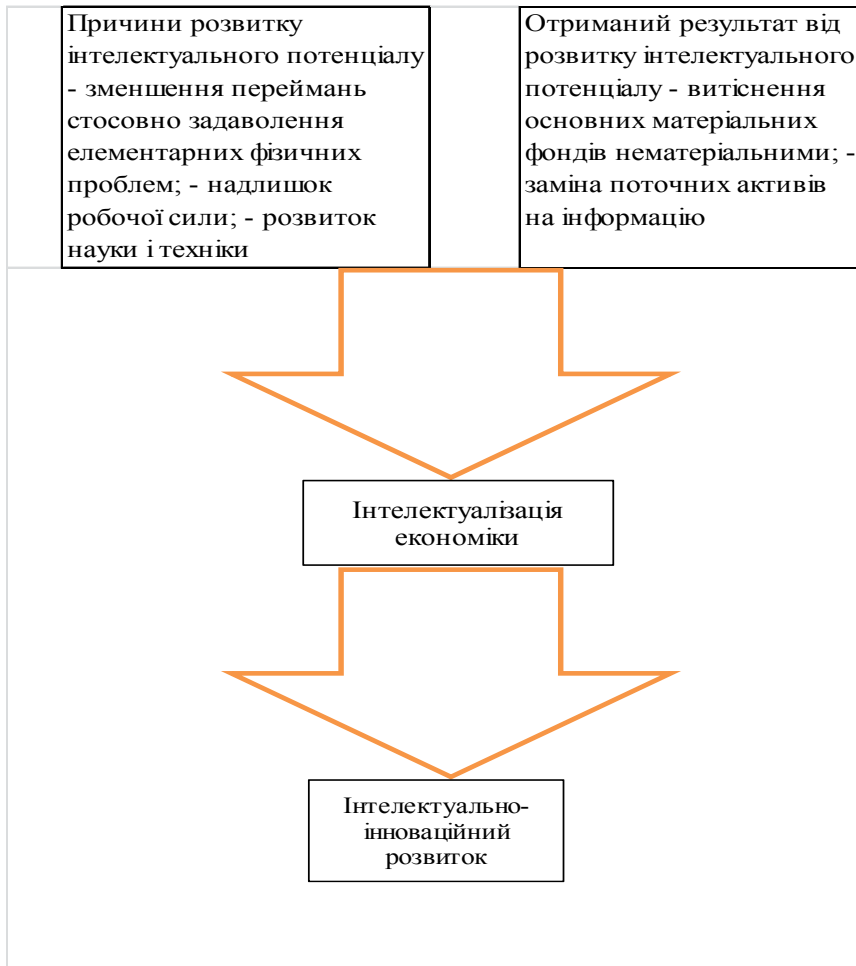 Причини розвитку
інтелектуального потенціалу
- зменшення переймань
стосовно задаволення
елементарних фізичних
проблем; - надлишок
робочої сили; - розвиток
науки і техніки
Отриманий результат від
розвитку інтелектуального
потенціалу - витіснення
основних матеріальних
фондів нематеріальними; -
заміна поточних активів
на інформацію
Інтелектуалізація
економіки
Інтелектуально-
інноваційний
розвиток